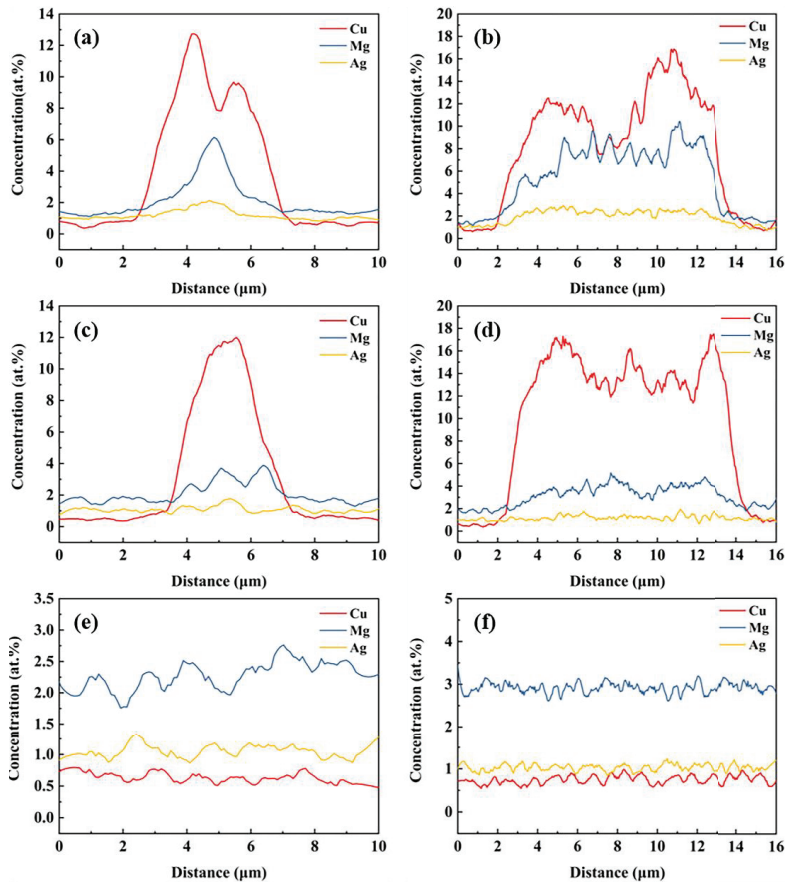 (a)
Cu
Mg
Ag
Concentration(at.%)
14
12
10
8
6
4
2
0
0 2 4 6 8 10
Distance (μm)
(b)
Cu
Mg
Ag
Concentration(at.%)
20
18
16
14
12
10
8
6
4
2
0
0 2 4 6 8 10 12 14 16
Distance (μm)
(c)
Cu
Mg
Ag
Concentration (at.%)
14
12
10
8
6
4
2
0
0 2 4 6 8 10
Distance (μm)
(d)
Cu
Mg
Ag
Concentration (at.%)
20
18
16
14
12
10
8
6
4
2
0
0 2 4 6 8 10 12 14 16
Distance (μm)
(e)
Cu
Mg
Ag
Concentration (at.%)
3.5
3.0
2.5
2.0
1.5
1.0
0.5
0.0
0 2 4 6 8 10
Distance (μm)
(f)
Cu
Mg
Ag
Concentration (at.%)
5
4
3
2
1
0
0 2 4 6 8 10 12 14 16
Distance (μm)